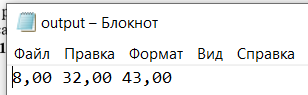 output – Блокнот
Файл Правка Формат Вид Справка
8,00 32,00 43,00